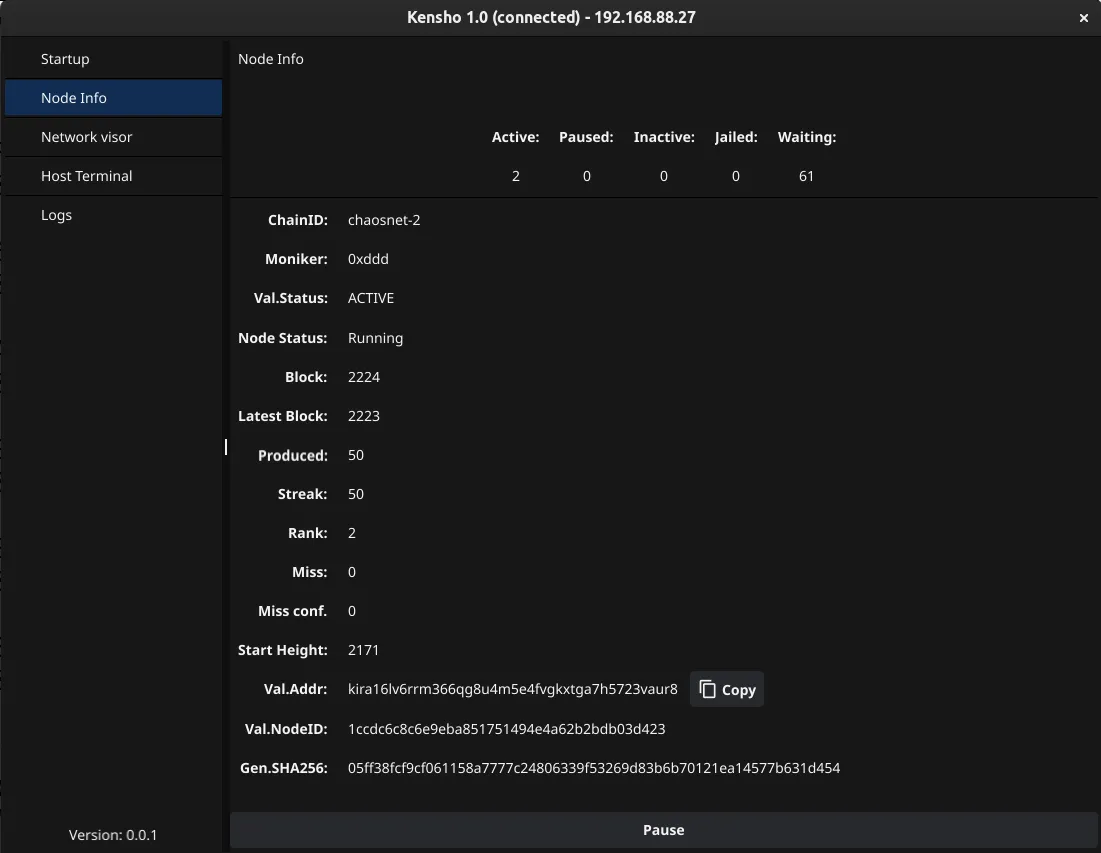 Kensho 1.0 (connected) - 192.168.88.27
Startup
Node Info
Network visor
Host Terminal
Logs
Version: 0.0.1
Node Info
Active: Paused: Inactive: Jailed: Waiting:
2 0 0 0 61
ChainID: chaosnet-2
Moniker: 0xddd
Val.Status: ACTIVE
Node Status: Running
Block: 2224
Latest Block: 2223
Produced: 50
Streak: 50
Rank: 2
Miss: 0
Miss conf. 0
Start Height: 2171
Val.Addr: kira16lv6rrm366qg8u4m5e4fvgkxtga7h5723vaur8 Copy
Val.NodeID: 1ccdc6c8c6e9eba851751494e4a62b2bdb03d423
Gen.SHA256: 05ff38fcf9cf061158a7777c24806339f53269d83b6b70121ea14577b631d454
Pause